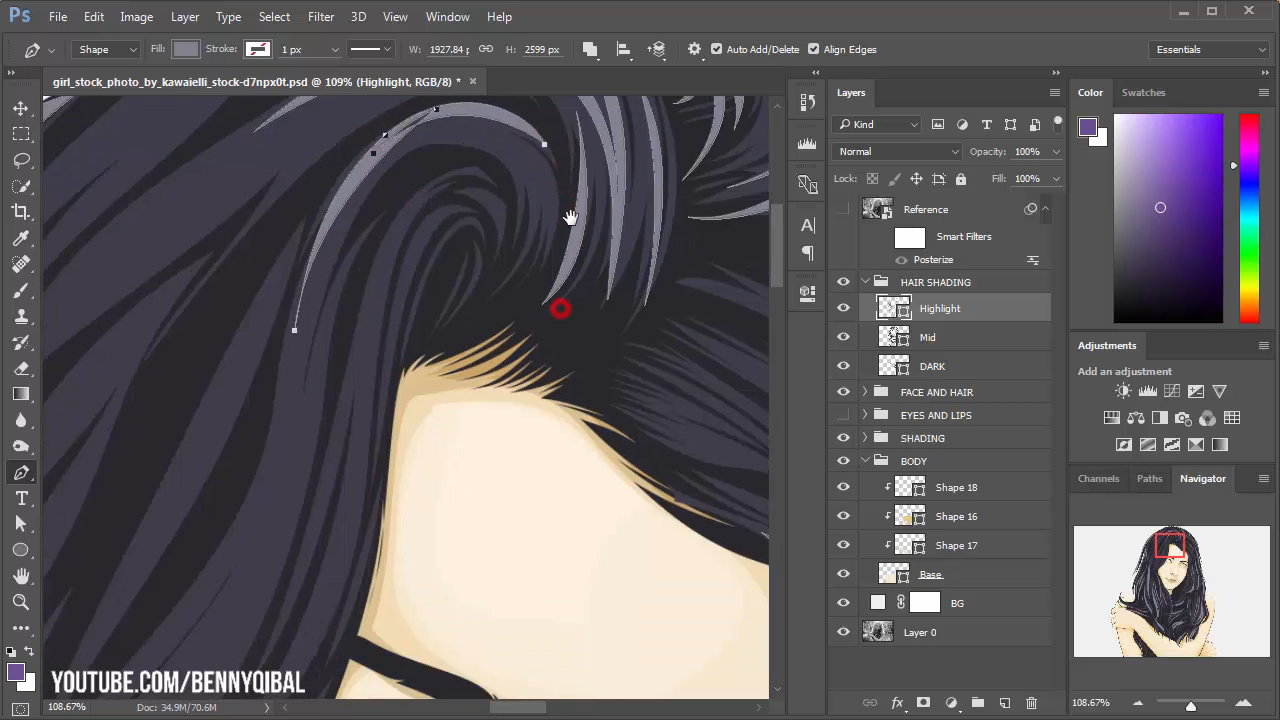 Ps File Edit Image Layer Type Select Filter 3D View Window Help
Shape Fill: Stroke: 1 px W: 1927.84 p H: 2599 px Auto Add/Delete Align Edges Essentials
girl_stock_photo_by_kawaielli_stock-d7npx0t.psd @ 109% (Highlight, RGB/8) *
Layers
Kind
Normal Opacity: 100%
Lock: Fill: 100%
Reference
Smart Filters
Posterize
HAIR SHADING
Highlight
Mid
DARK
FACE AND HAIR
EYES AND LIPS
SHADING
BODY
Shape 18
Shape 16
Shape 17
Base
BG
Layer 0
Color Swatches
Adjustments
Add an adjustment
Channels Paths Navigator
108.67%
YOUTUBE.COM/BENNYQIBAL
108.67% Doc: 34.9M/70.6M